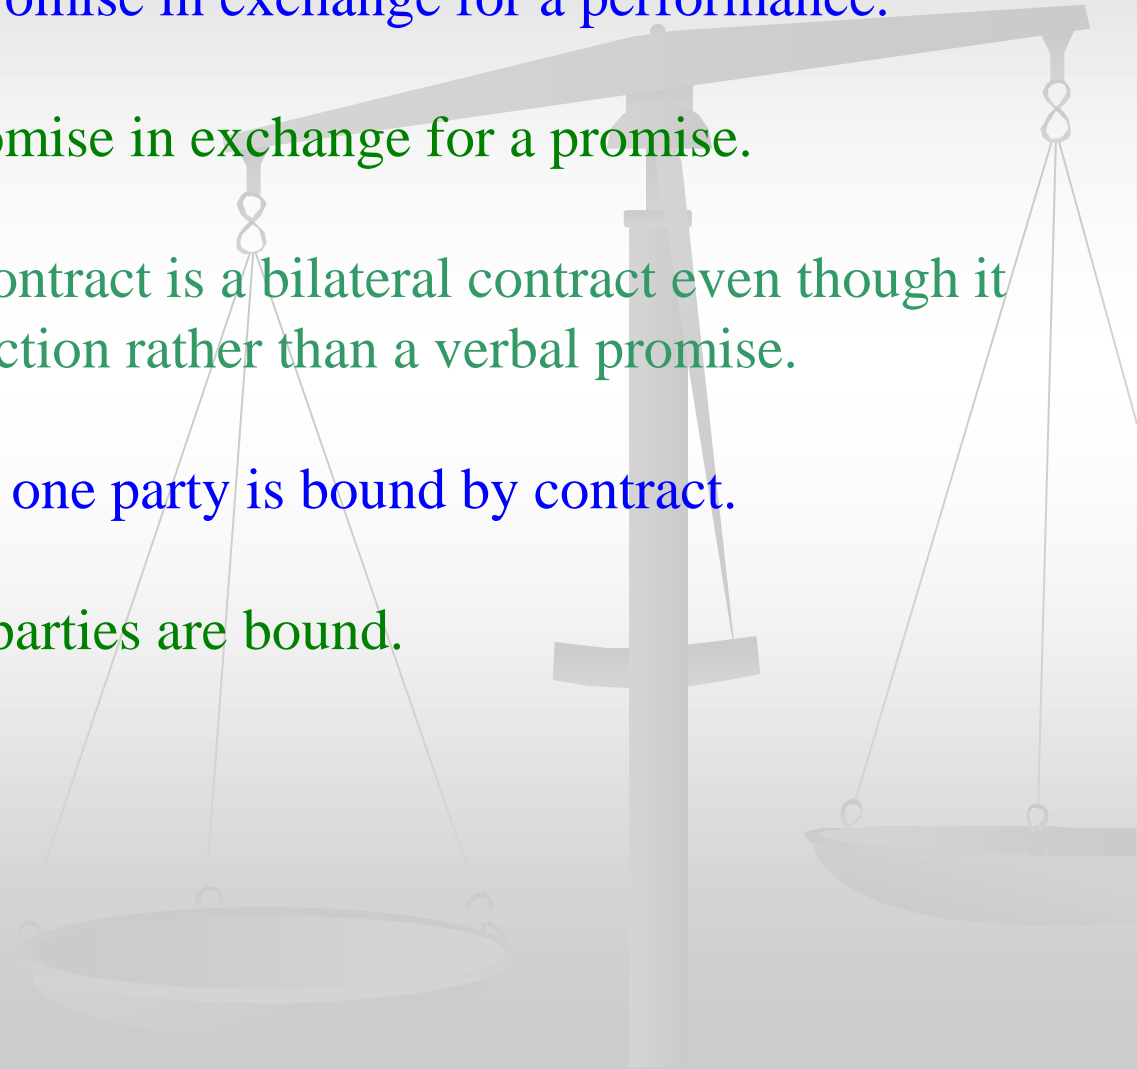 omise in exchange for a performance.
omise in exchange for a promise.
ontract is a bilateral contract even though it
ction rather than a verbal promise.
one party is bound by contract.
parties are bound.